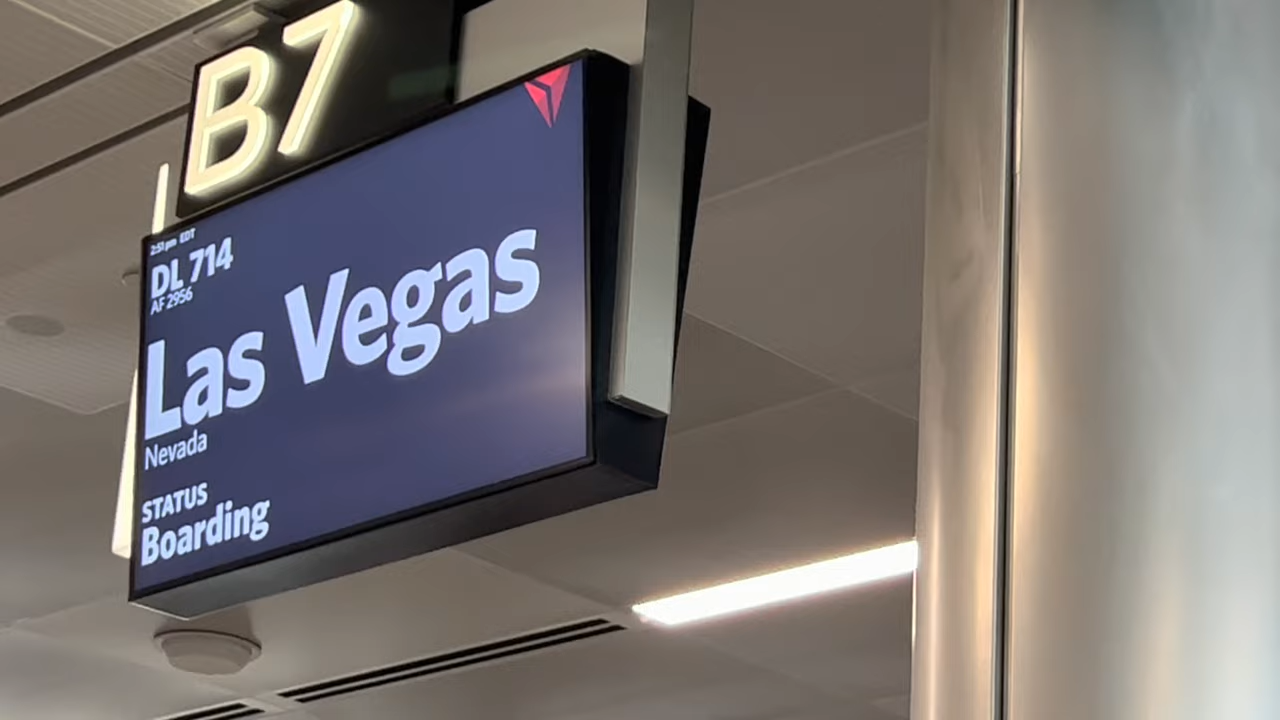 B7
2:51 pm EDT
DL 714
AF 2956
Las Vegas
Nevada
STATUS
Boarding